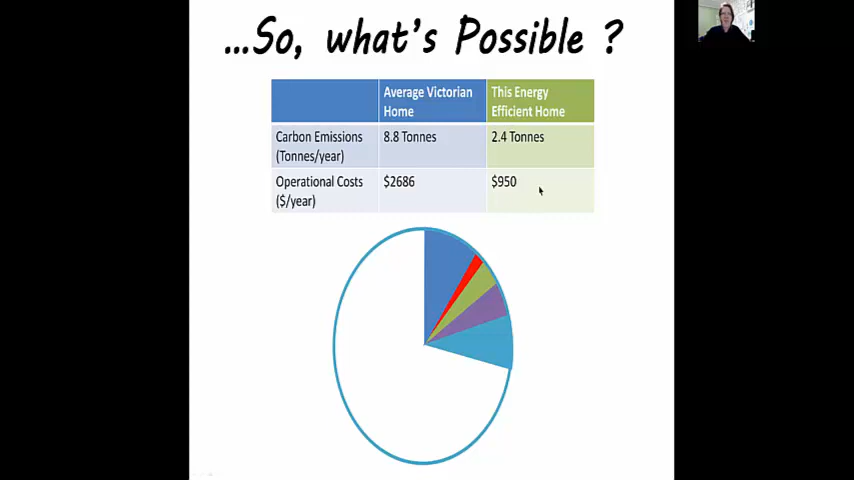 ...So, what's Possible ?
Average Victorian Home
This Energy Efficient Home
Carbon Emissions (Tonnes/year)
8.8 Tonnes
2.4 Tonnes
Operational Costs ($/year)
$2686
$950